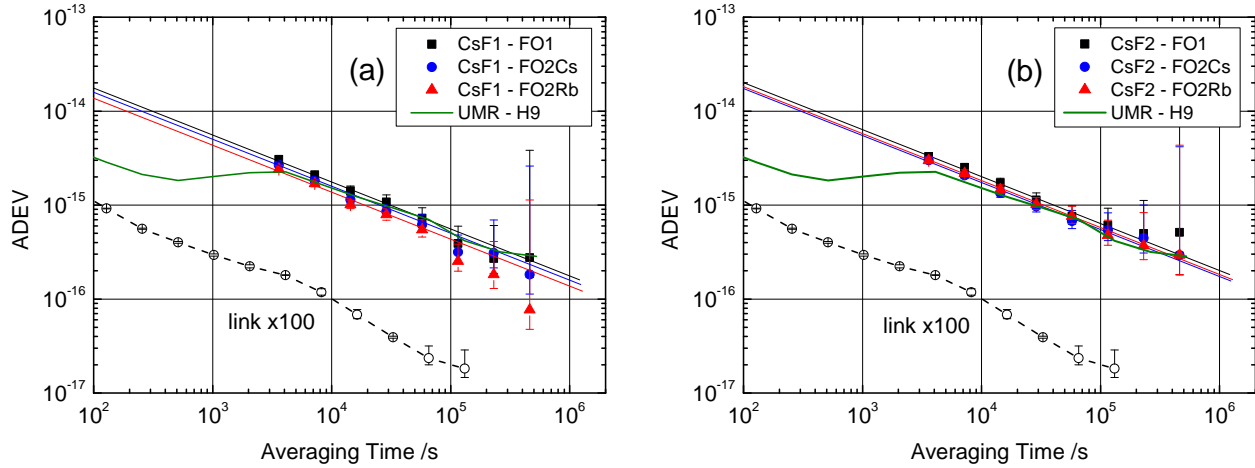 (a)
CsF1 - FO1
CsF1 - FO2Cs
CsF1 - FO2Rb
UMR - H9
link x100
ADEV
10^-13
10^-14
10^-15
10^-16
10^-17
10^2
10^3
10^4
10^5
10^6
Averaging Time /s
(b)
CsF2 - FO1
CsF2 - FO2Cs
CsF2 - FO2Rb
UMR - H9
link x100
ADEV
10^-13
10^-14
10^-15
10^-16
10^-17
10^2
10^3
10^4
10^5
10^6
Averaging Time /s